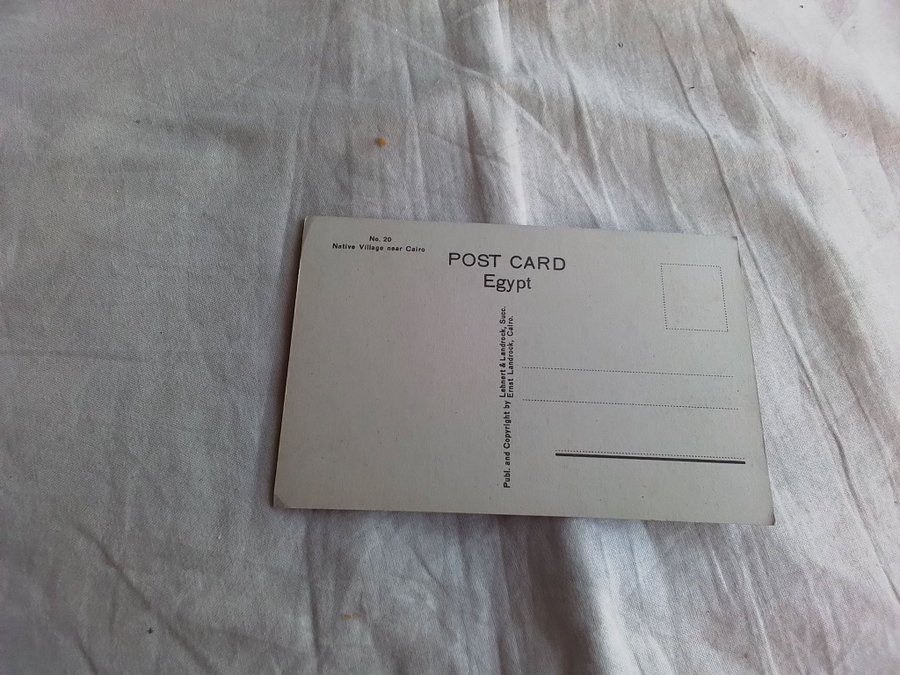 No. 20
Native Village near Cairo
POST CARD
Egypt
Publ. and Copyright by Lehnert & Landrock, Succ.
Ernst Landrock, Cairo.